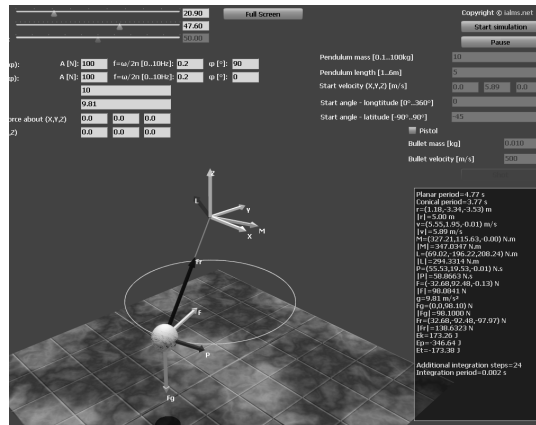 20.90
Full Screen
Copyright © ialms.net
47.60
Start simulation
50.00
Pause
A [N]: 100 f=ω/2π [0..10Hz]: 0.2 φ [°]: 90
Pendulum mass [0.1..100kg] 10
A [N]: 100 f=ω/2π [0..10Hz]: 0.2 φ [°]: 0
Pendulum length [1..6m] 5
10
Start velocity (X,Y,Z) [m/s] 0.0 5.89 0.0
9.81
Start angle - longtitude [0°..360°] 0
force about (X,Y,Z) 0.0 0.0 0.0
Start angle - latitude [-90°..90°] -45
,Z) 0.0 0.0 0.0
Pistol
Bullet mass [kg] 0.010
Bullet velocity [m/s] 500
Z
L
Y
X
M
Fr
F
P
Fg
Planar period=4.77 s
Conical period=3.77 s
r=(1.18,-3.34,-3.53) m
|r|=5.00 m
v=(5.55,1.95,-0.01) m/s
|v|=5.89 m/s
M=(327.21,115.63,-0.00) N.m
|M|=347.0347 N.m
L=(69.02,-196.22,208.24) N.m
|L|=294.3314 N.m
P=(55.53,19.53,-0.01) N.s
|P|=58.8663 N.s
F=(-32.68,92.48,-0.13) N
|F|=98.0841 N
g=9.81 m/s²
Fg=(0,0,98.10) N
|Fg|=98.1000 N
Fr=(32.68,-92.48,-97.97) N
|Fr|=138.6323 N
Ek=173.26 J
Ep=-346.64 J
Et=-173.38 J
Additional integration steps=24
Integration period=0.002 s